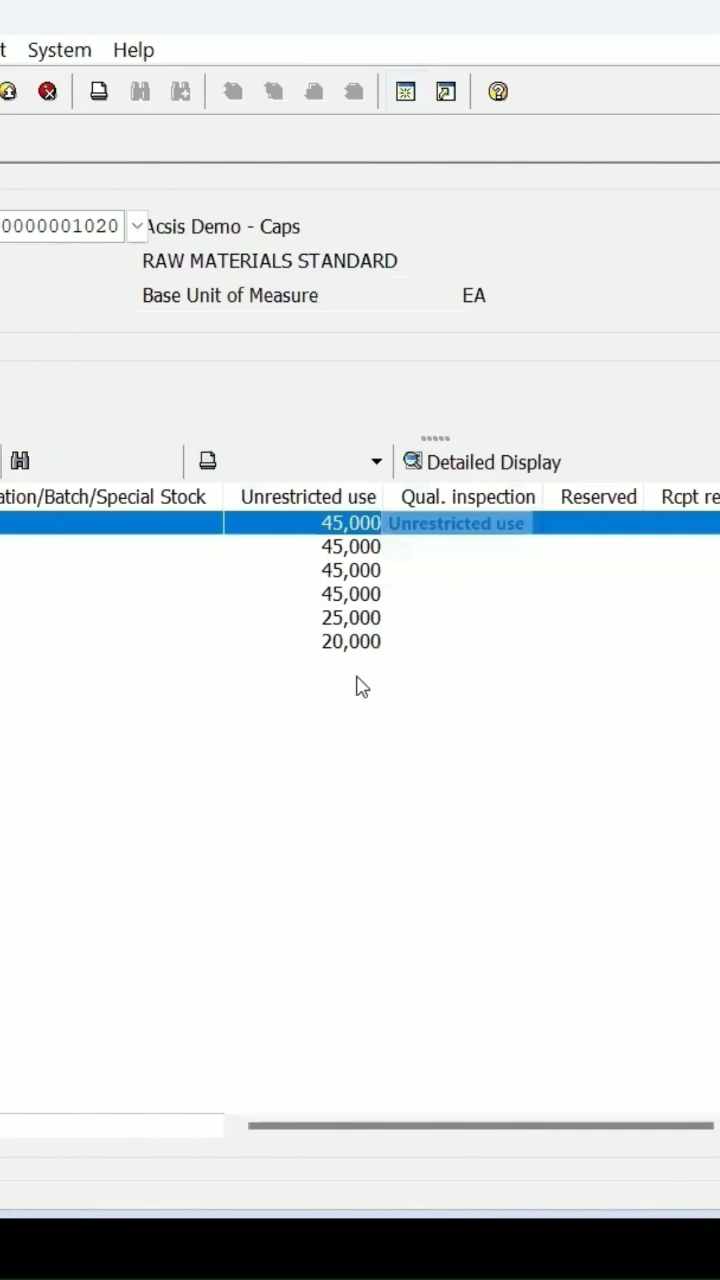 t System Help
0000001020 Acsis Demo - Caps
RAW MATERIALS STANDARD
Base Unit of Measure EA
Detailed Display
ation/Batch/Special Stock Unrestricted use Qual. inspection Reserved Rcpt re
45,000 Unrestricted use
45,000
45,000
45,000
25,000
20,000